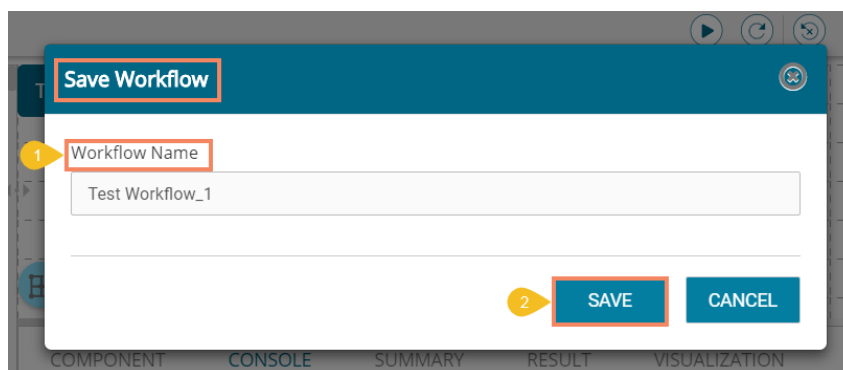 T
Save Workflow
1
Workflow Name
Test Workflow_1
2
SAVE
CANCEL
COMPONENT CONSOLE SUMMARY RESULT VISUALIZATION